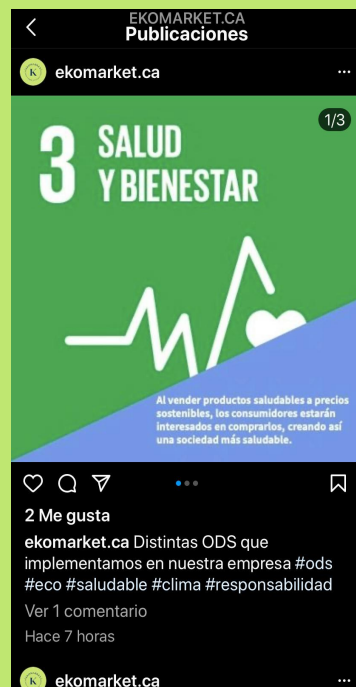 EKOMARKET.CA
Publicaciones
K ekomarket.ca
1/3
3 SALUD
Y BIENESTAR
Al vender productos saludables a precios
sostenibles, los consumidores estarán
interesados en comprarlos, creando así
una sociedad más saludable.
2 Me gusta
ekomarket.ca Distintas ODS que
implementamos en nuestra empresa #ods
#eco #saludable #clima #responsabilidad
Ver 1 comentario
Hace 7 horas
K ekomarket.ca